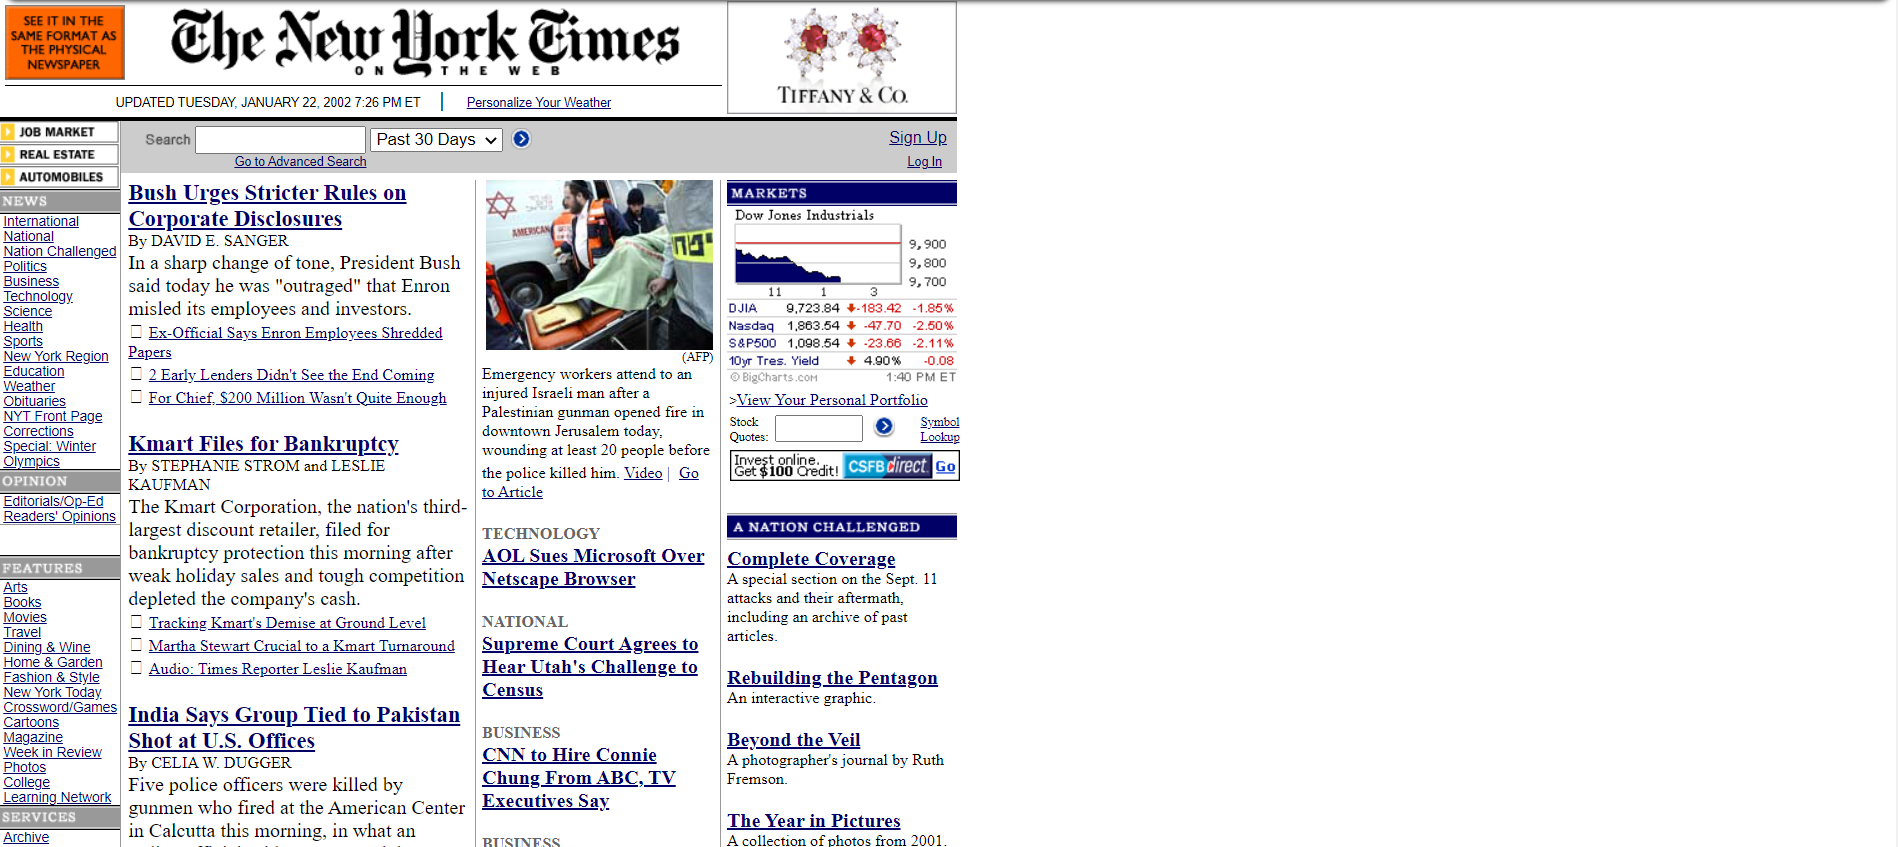 SEE IT IN THE
SAME FORMAT AS
THE PHYSICAL
NEWSPAPER
The New York Times
ON THE WEB
TIFFANY & CO.
UPDATED TUESDAY, JANUARY 22, 2002 7:26 PM ET
Personalize Your Weather
JOB MARKET
REAL ESTATE
AUTOMOBILES
Search
Past 30 Days
Go to Advanced Search
Sign Up
Log In
NEWS
International
National
Nation Challenged
Politics
Business
Technology
Science
Health
Sports
New York Region
Education
Weather
Obituaries
NYT Front Page
Corrections
Special: Winter
Olympics
OPINION
Editorials/Op-Ed
Readers' Opinions
FEATURES
Arts
Books
Movies
Travel
Dining & Wine
Home & Garden
Fashion & Style
New York Today
Crossword/Games
Cartoons
Magazine
Week in Review
Photos
College
Learning Network
SERVICES
Archive
Bush Urges Stricter Rules on
Corporate Disclosures
By DAVID E. SANGER
In a sharp change of tone, President Bush
said today he was "outraged" that Enron
misled its employees and investors.
Ex-Official Says Enron Employees Shredded
Papers
2 Early Lenders Didn't See the End Coming
For Chief, $200 Million Wasn't Quite Enough
Kmart Files for Bankruptcy
By STEPHANIE STROM and LESLIE
KAUFMAN
The Kmart Corporation, the nation's third-
largest discount retailer, filed for
bankruptcy protection this morning after
weak holiday sales and tough competition
depleted the company's cash.
Tracking Kmart's Demise at Ground Level
Martha Stewart Crucial to a Kmart Turnaround
Audio: Times Reporter Leslie Kaufman
India Says Group Tied to Pakistan
Shot at U.S. Offices
By CELIA W. DUGGER
Five police officers were killed by
gunmen who fired at the American Center
in Calcutta this morning, in what an
AMERICAN
(AFP)
Emergency workers attend to an
injured Israeli man after a
Palestinian gunman opened fire in
downtown Jerusalem today,
wounding at least 20 people before
the police killed him. Video | Go
to Article
TECHNOLOGY
AOL Sues Microsoft Over
Netscape Browser
NATIONAL
Supreme Court Agrees to
Hear Utah's Challenge to
Census
BUSINESS
CNN to Hire Connie
Chung From ABC, TV
Executives Say
BUSINESS
MARKETS
Dow Jones Industrials
9,900
9,800
9,700
11 1 3
DJIA 9,723.84 -183.42 -1.85%
Nasdaq 1,863.54 -47.70 -2.50%
S&P500 1,098.54 -23.66 -2.11%
10yr Tres. Yield 4.90% -0.08
© BigCharts.com 1:40 PM ET
>View Your Personal Portfolio
Stock
Quotes:
Symbol
Lookup
Invest online.
Get $100 Credit! CSFBdirect Go
A NATION CHALLENGED
Complete Coverage
A special section on the Sept. 11
attacks and their aftermath,
including an archive of past
articles.
Rebuilding the Pentagon
An interactive graphic.
Beyond the Veil
A photographer's journal by Ruth
Fremson.
The Year in Pictures
A collection of photos from 2001.